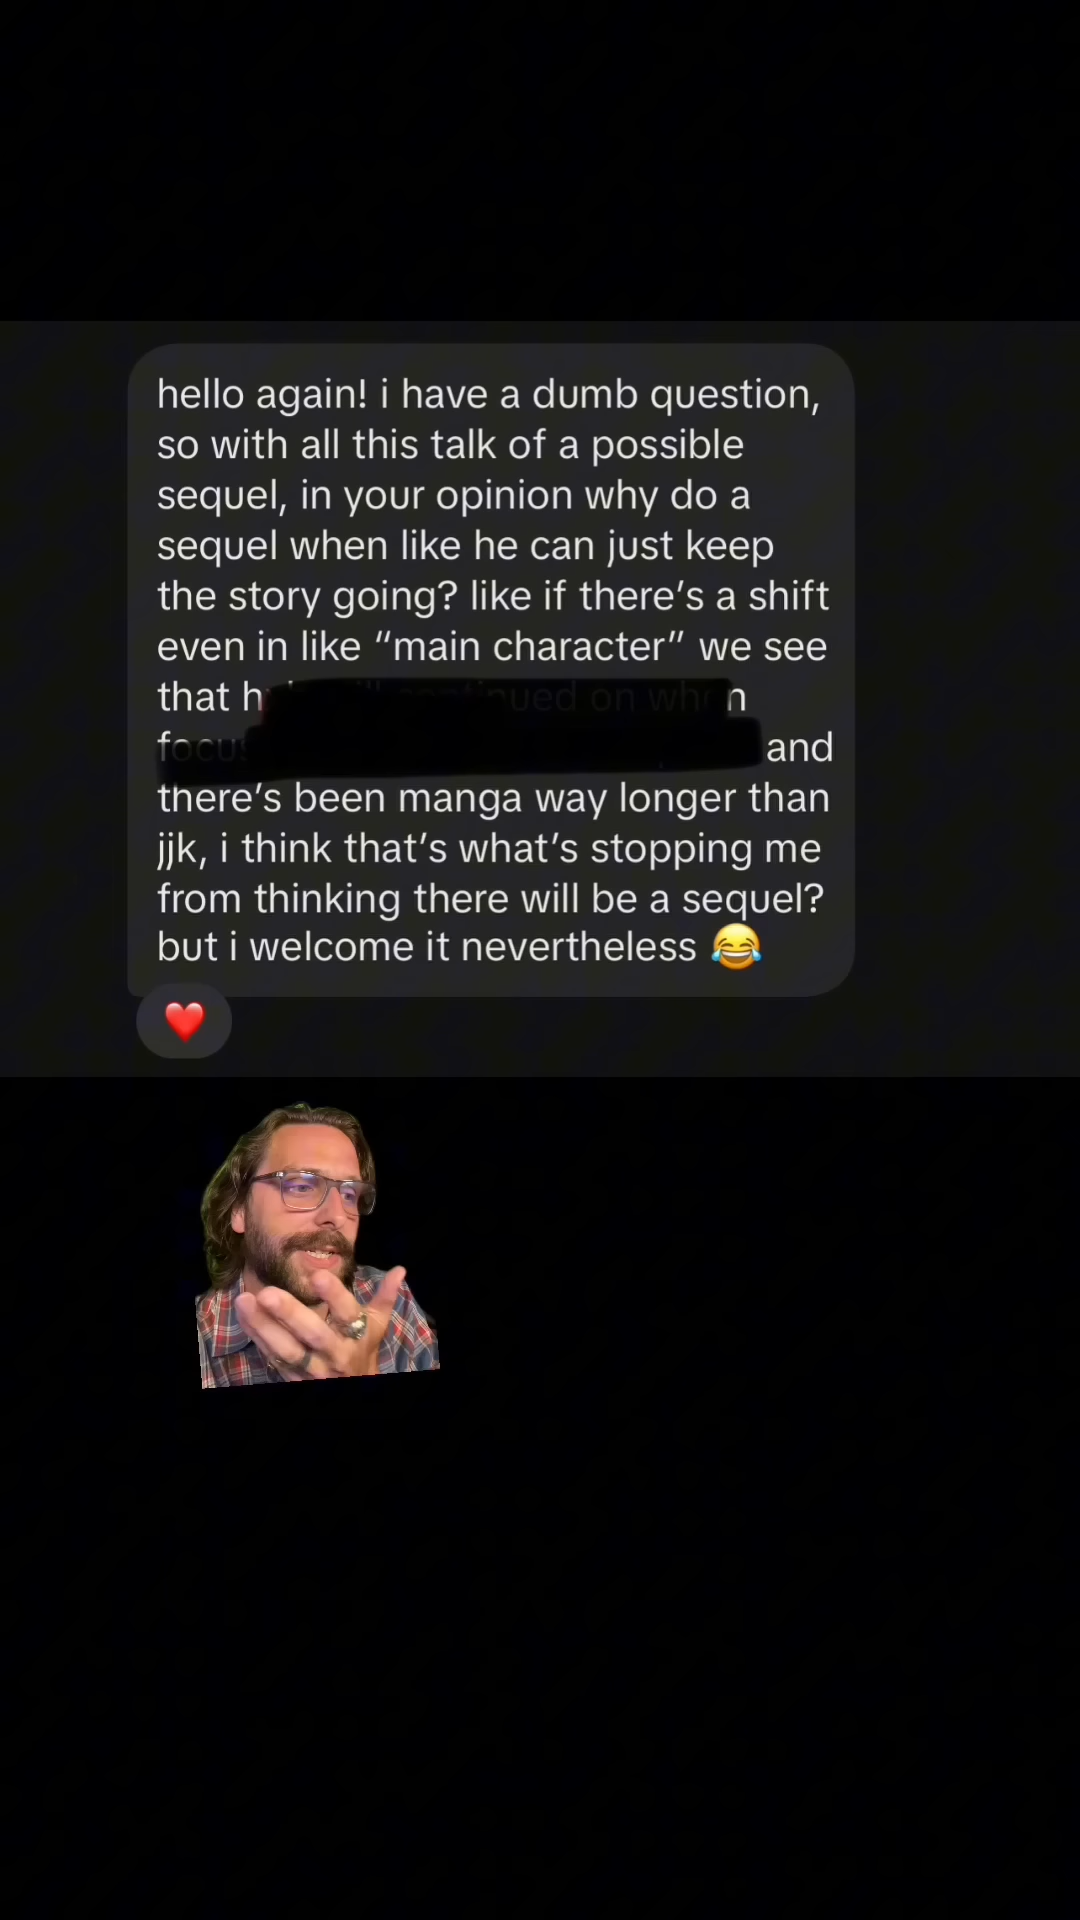 hello again! i have a dumb question,
so with all this talk of a possible
sequel, in your opinion why do a
sequel when like he can just keep
the story going? like if there's a shift
even in like “main character” we see
that
and
there's been manga way longer than
jjk, i think that's what's stopping me
from thinking there will be a sequel?
but i welcome it nevertheless 😂
❤️